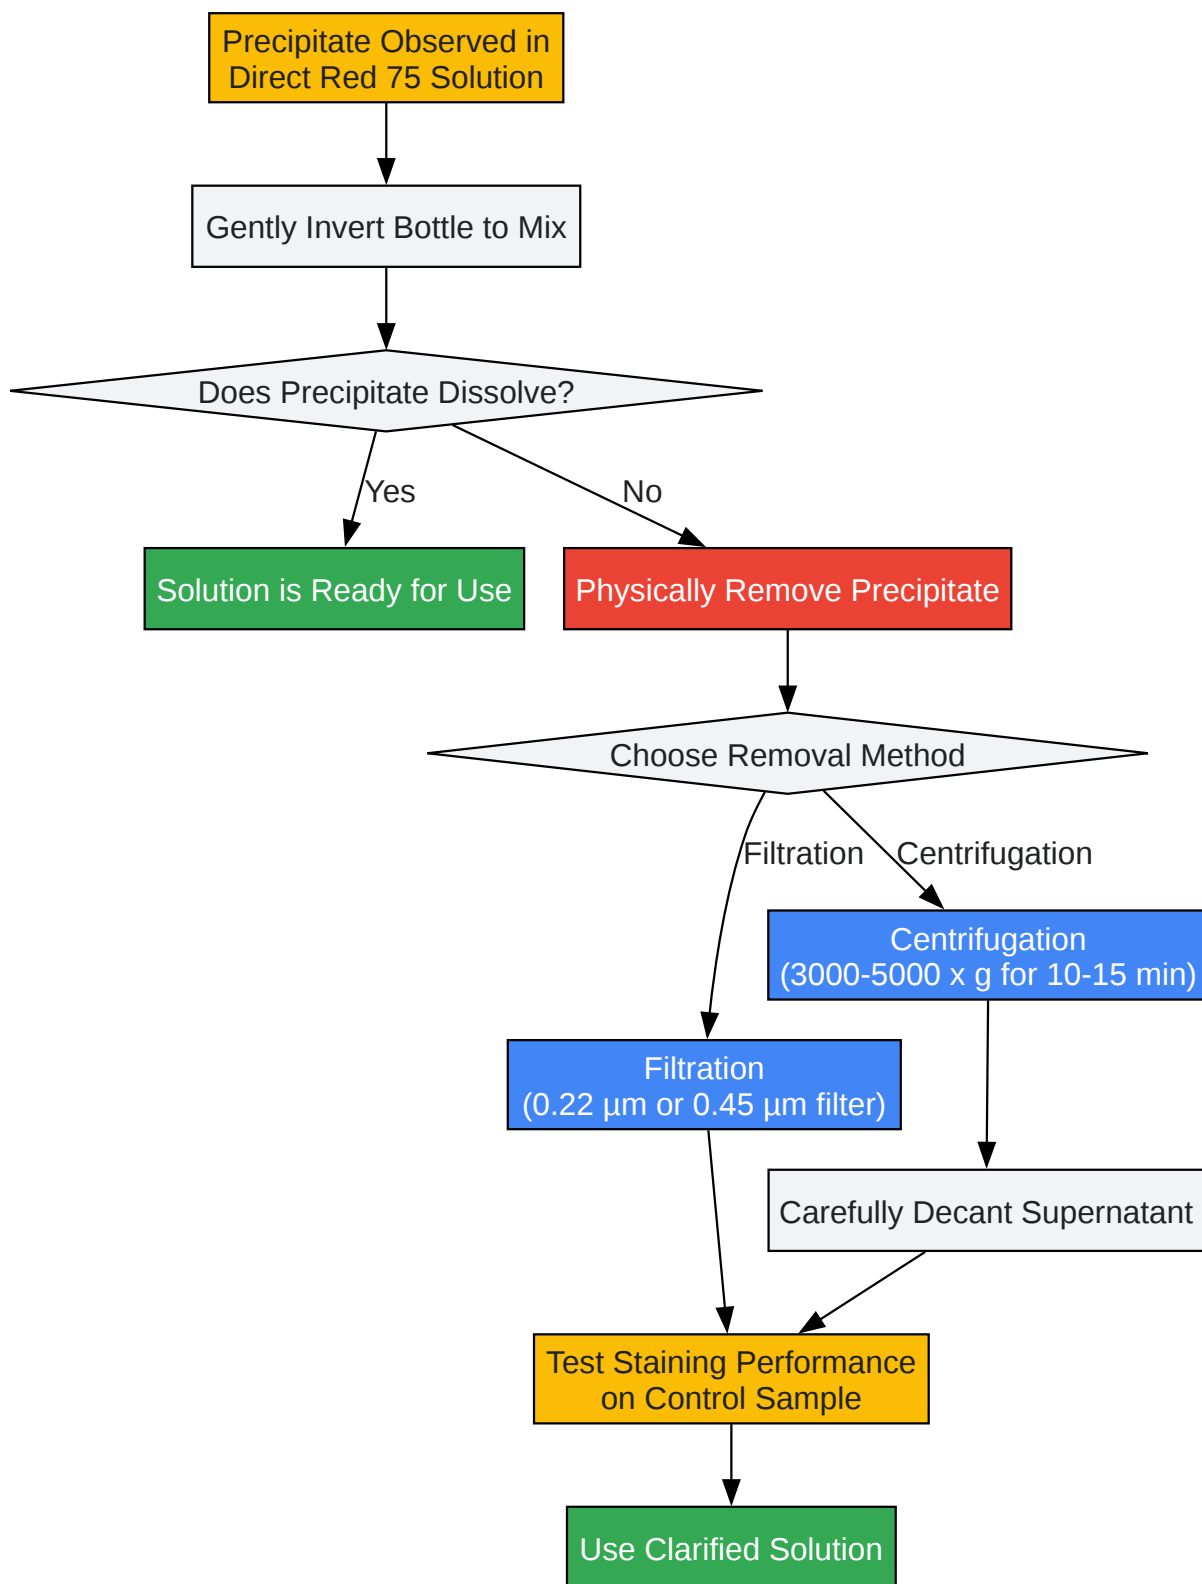 Precipitate Observed in
Direct Red 75 Solution
Gently Invert Bottle to Mix
Does Precipitate Dissolve?
Yes
No
Solution is Ready for Use
Physically Remove Precipitate
Choose Removal Method
Filtration
Centrifugation
Centrifugation
(3000-5000 x g for 10-15 min)
Filtration
(0.22 µm or 0.45 µm filter)
Carefully Decant Supernatant
Test Staining Performance
on Control Sample
Use Clarified Solution